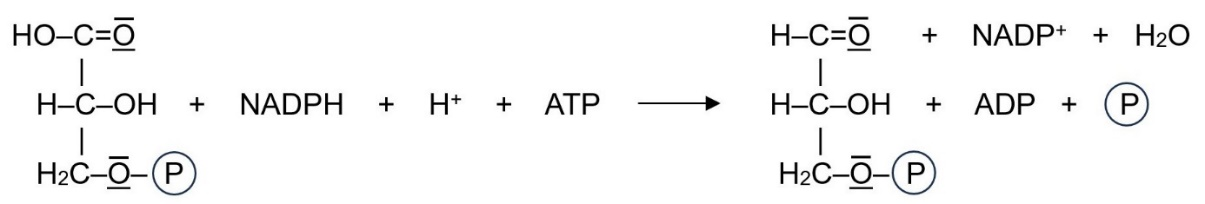 HO–C=O̲̅ H–C=O̲̅ + NADP⁺ + H₂O
H–C–OH + NADPH + H⁺ + ATP ⟶ H–C–OH + ADP + P
H₂C–O̲̅–P H₂C–O̲̅–P